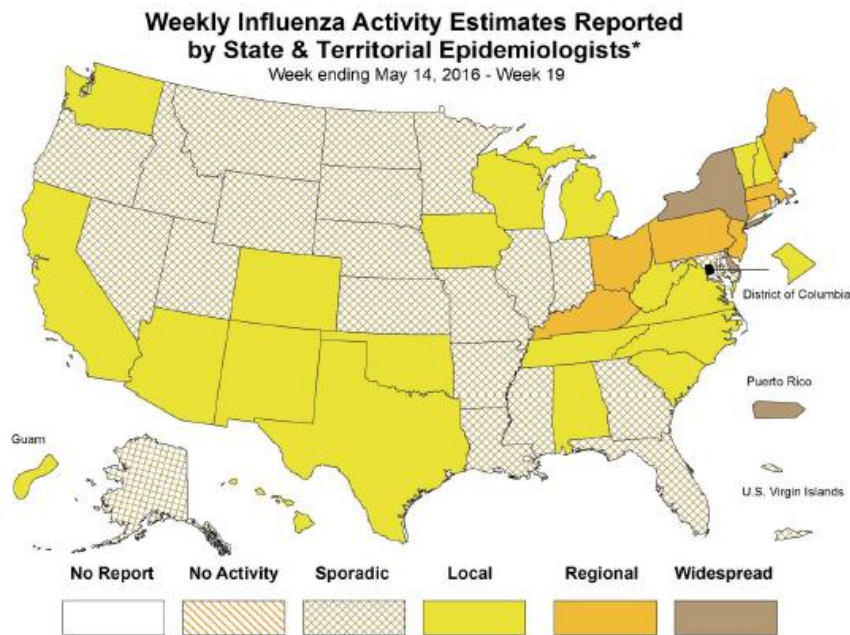 Weekly Influenza Activity Estimates Reported
by State & Territorial Epidemiologists*
Week ending May 14, 2016 - Week 19
District of Columbia
Puerto Rico
Guam
U.S. Virgin Islands
No Report No Activity Sporadic Local Regional Widespread